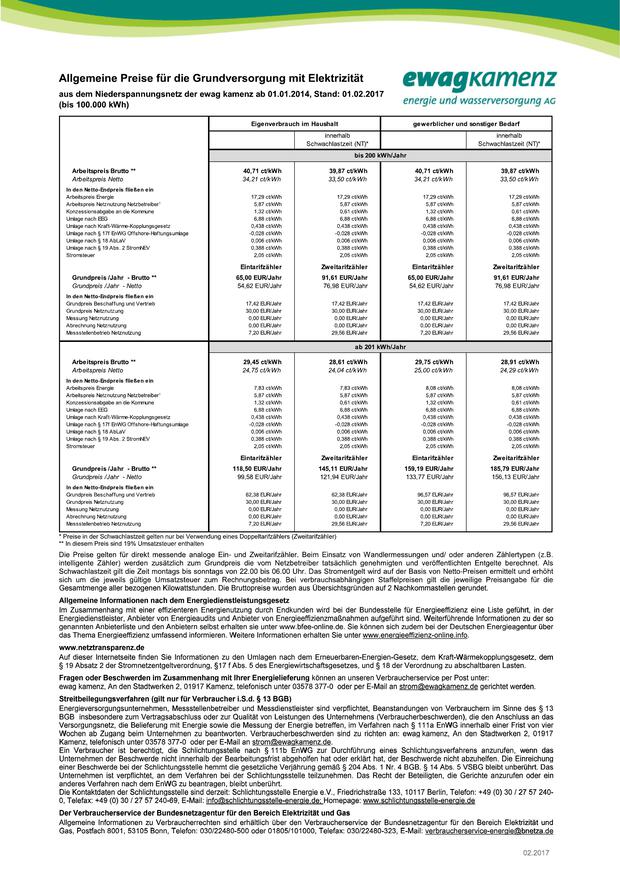 Allgemeine Preise für die Grundversorgung mit Elektrizität
aus dem Niederspannungsnetz der ewag kamenz ab 01.01.2014, Stand: 01.02.2017
(bis 100.000 kWh)
ewagkamenz
energie und wasserversorgung AG
Eigenverbrauch im Haushalt gewerblicher und sonstiger Bedarf
innerhalb innerhalb
Schwachlastzeit (NT)* Schwachlastzeit (NT)*
bis 200 kWh/Jahr
Arbeitspreis Brutto ** 40,71 ct/kWh 39,87 ct/kWh 40,71 ct/kWh 39,87 ct/kWh
Arbeitspreis Netto 34,21 ct/kWh 33,50 ct/kWh 34,21 ct/kWh 33,50 ct/kWh
In den Netto-Endpreis fließen ein
Arbeitspreis Energie 17,29 ct/kWh 17,29 ct/kWh 17,29 ct/kWh 17,29 ct/kWh
Arbeitspreis Netznutzung Netzbetreiber 5,87 ct/kWh 5,87 ct/kWh 5,87 ct/kWh 5,87 ct/kWh
Konzessionsabgabe an die Kommune 1,32 ct/kWh 0,61 ct/kWh 1,32 ct/kWh 0,61 ct/kWh
Umlage nach EEG 6,88 ct/kWh 6,88 ct/kWh 6,88 ct/kWh 6,88 ct/kWh
Umlage nach Kraft-Wärme-Kopplungsgesetz 0,438 ct/kWh 0,438 ct/kWh 0,438 ct/kWh 0,438 ct/kWh
Umlage nach § 17f EnWG Offshore-Haftungsumlage -0,028 ct/kWh -0,028 ct/kWh -0,028 ct/kWh -0,028 ct/kWh
Umlage nach § 18 AbLaV 0,006 ct/kWh 0,006 ct/kWh 0,006 ct/kWh 0,006 ct/kWh
Umlage nach § 19 Abs. 2 StromNEV 0,388 ct/kWh 0,388 ct/kWh 0,388 ct/kWh 0,388 ct/kWh
Stromsteuer 2,05 ct/kWh 2,05 ct/kWh 2,05 ct/kWh 2,05 ct/kWh
Eintarifzähler Zweitarifzähler Eintarifzähler Zweitarifzähler
Grundpreis /Jahr - Brutto ** 65,00 EUR/Jahr 91,61 EUR/Jahr 65,00 EUR/Jahr 91,61 EUR/Jahr
Grundpreis /Jahr - Netto 54,62 EUR/Jahr 76,98 EUR/Jahr 54,62 EUR/Jahr 76,98 EUR/Jahr
In den Netto-Endpreis fließen ein
Grundpreis Beschaffung und Vertrieb 17,42 EUR/Jahr 17,42 EUR/Jahr 17,42 EUR/Jahr 17,42 EUR/Jahr
Grundpreis Netznutzung 30,00 EUR/Jahr 30,00 EUR/Jahr 30,00 EUR/Jahr 30,00 EUR/Jahr
Messung Netznutzung 0,00 EUR/Jahr 0,00 EUR/Jahr 0,00 EUR/Jahr 0,00 EUR/Jahr
Abrechnung Netznutzung 0,00 EUR/Jahr 0,00 EUR/Jahr 0,00 EUR/Jahr 0,00 EUR/Jahr
Messstellenbetrieb Netznutzung 7,20 EUR/Jahr 29,56 EUR/Jahr 7,20 EUR/Jahr 29,56 EUR/Jahr
ab 201 kWh/Jahr
Arbeitspreis Brutto ** 29,45 ct/kWh 28,61 ct/kWh 29,75 ct/kWh 28,91 ct/kWh
Arbeitspreis Netto 24,75 ct/kWh 24,04 ct/kWh 25,00 ct/kWh 24,29 ct/kWh
In den Netto-Endpreis fließen ein
Arbeitspreis Energie 7,83 ct/kWh 7,83 ct/kWh 8,08 ct/kWh 8,08 ct/kWh
Arbeitspreis Netznutzung Netzbetreiber 5,87 ct/kWh 5,87 ct/kWh 5,87 ct/kWh 5,87 ct/kWh
Konzessionsabgabe an die Kommune 1,32 ct/kWh 0,61 ct/kWh 1,32 ct/kWh 0,61 ct/kWh
Umlage nach EEG 6,88 ct/kWh 6,88 ct/kWh 6,88 ct/kWh 6,88 ct/kWh
Umlage nach Kraft-Wärme-Kopplungsgesetz 0,438 ct/kWh 0,438 ct/kWh 0,438 ct/kWh 0,438 ct/kWh
Umlage nach § 17f EnWG Offshore-Haftungsumlage -0,028 ct/kWh -0,028 ct/kWh -0,028 ct/kWh -0,028 ct/kWh
Umlage nach § 18 AbLaV 0,006 ct/kWh 0,006 ct/kWh 0,006 ct/kWh 0,006 ct/kWh
Umlage nach § 19 Abs. 2 StromNEV 0,388 ct/kWh 0,388 ct/kWh 0,388 ct/kWh 0,388 ct/kWh
Stromsteuer 2,05 ct/kWh 2,05 ct/kWh 2,05 ct/kWh 2,05 ct/kWh
Eintarifzähler Zweitarifzähler Eintarifzähler Zweitarifzähler
Grundpreis /Jahr - Brutto ** 118,50 EUR/Jahr 145,11 EUR/Jahr 159,19 EUR/Jahr 185,79 EUR/Jahr
Grundpreis /Jahr - Netto 99,58 EUR/Jahr 121,94 EUR/Jahr 133,77 EUR/Jahr 156,13 EUR/Jahr
In den Netto-Endpreis fließen ein
Grundpreis Beschaffung und Vertrieb 62,38 EUR/Jahr 62,38 EUR/Jahr 96,57 EUR/Jahr 96,57 EUR/Jahr
Grundpreis Netznutzung 30,00 EUR/Jahr 30,00 EUR/Jahr 30,00 EUR/Jahr 30,00 EUR/Jahr
Messung Netznutzung 0,00 EUR/Jahr 0,00 EUR/Jahr 0,00 EUR/Jahr 0,00 EUR/Jahr
Abrechnung Netznutzung 0,00 EUR/Jahr 0,00 EUR/Jahr 0,00 EUR/Jahr 0,00 EUR/Jahr
Messstellenbetrieb Netznutzung 7,20 EUR/Jahr 29,56 EUR/Jahr 7,20 EUR/Jahr 29,56 EUR/Jahr
* Preise in der Schwachlastzeit gelten nur bei Verwendung eines Doppeltarifzählers (Zweitarifzähler)
** In diesem Preis sind 19% Umsatzsteuer enthalten
Die Preise gelten für direkt messende analoge Ein- und Zweitarifzähler. Beim Einsatz von Wandlermessungen und/ oder anderen Zählertypen (z.B.
intelligente Zähler) werden zusätzlich zum Grundpreis die vom Netzbetreiber tatsächlich genehmigten und veröffentlichten Entgelte berechnet. Als
Schwachlastzeit gilt die Zeit montags bis sonntags von 22.00 bis 06.00 Uhr. Das Stromentgelt wird auf der Basis von Netto-Preisen ermittelt und erhöht
sich um die jeweils gültige Umsatzsteuer zum Rechnungsbetrag. Bei verbrauchsabhängigen Staffelpreisen gilt die jeweilige Preisangabe für die
Gesamtmenge aller bezogenen Kilowattstunden. Die Bruttopreise wurden aus Übersichtsgründen auf 2 Nachkommastellen gerundet.
Allgemeine Informationen nach dem Energiedienstleistungsgesetz
Im Zusammenhang mit einer effizienteren Energienutzung durch Endkunden wird bei der Bundesstelle für Energieeffizienz eine Liste geführt, in der
Energiedienstleister, Anbieter von Energieaudits und Anbieter von Energieeffizienzmaßnahmen aufgeführt sind. Weiterführende Informationen zu der so
genannten Anbieterliste und den Anbietern selbst erhalten sie unter www.bfee-online.de. Sie können sich zudem bei der Deutschen Energieagentur über
das Thema Energieeffizienz umfassend informieren. Weitere Informationen erhalten Sie unter www.energieeffizienz-online.info.
www.netztransparenz.de
Auf dieser Internetseite finden Sie Informationen zu den Umlagen nach dem Erneuerbaren-Energien-Gesetz, dem Kraft-Wärmekopplungsgesetz, dem
§ 19 Absatz 2 der Stromnetzentgeltverordnung, §17 f Abs. 5 des Energiewirtschaftsgesetzes, und § 18 der Verordnung zu abschaltbaren Lasten.
Fragen oder Beschwerden im Zusammenhang mit Ihrer Energielieferung können an unseren Verbraucherservice per Post unter:
ewag kamenz, An den Stadtwerken 2, 01917 Kamenz, telefonisch unter 03578 377-0 oder per E-Mail an strom@ewagkamenz.de gerichtet werden.
Streitbeilegungsverfahren (gilt nur für Verbraucher i.S.d. § 13 BGB)
Energieversorgungsunternehmen, Messstellenbetreiber und Messdienstleister sind verpflichtet, Beanstandungen von Verbrauchern im Sinne des § 13
BGB insbesondere zum Vertragsabschluss oder zur Qualität von Leistungen des Unternehmens (Verbraucherbeschwerden), die den Anschluss an das
Versorgungsnetz, die Belieferung mit Energie sowie die Messung der Energie betreffen, im Verfahren nach § 111a EnWG innerhalb einer Frist von vier
Wochen ab Zugang beim Unternehmen zu beantworten. Verbraucherbeschwerden sind zu richten an: ewag kamenz, An den Stadtwerken 2, 01917
Kamenz, telefonisch unter 03578 377-0 oder per E-Mail an strom@ewagkamenz.de.
Ein Verbraucher ist berechtigt, die Schlichtungsstelle nach § 111b EnWG zur Durchführung eines Schlichtungsverfahrens anzurufen, wenn das
Unternehmen der Beschwerde nicht innerhalb der Bearbeitungsfrist abgeholfen hat oder erklärt hat, der Beschwerde nicht abzuhelfen. Die Einreichung
einer Beschwerde bei der Schlichtungsstelle hemmt die gesetzliche Verjährung gemäß § 204 Abs. 1 Nr. 4 BGB. § 14 Abs. 5 VSBG bleibt unberührt. Das
Unternehmen ist verpflichtet, an dem Verfahren bei der Schlichtungsstelle teilzunehmen. Das Recht der Beteiligten, die Gerichte anzurufen oder ein
anderes Verfahren nach dem EnWG zu beantragen, bleibt unberührt.
Die Kontaktdaten der Schlichtungsstelle sind derzeit: Schlichtungsstelle Energie e.V., Friedrichstraße 133, 10117 Berlin, Telefon: +49 (0) 30 / 27 57 240-
0, Telefax: +49 (0) 30 / 27 57 240-69, E-Mail: info@schlichtungsstelle-energie.de; Homepage: www.schlichtungsstelle-energie.de
Der Verbraucherservice der Bundesnetzagentur für den Bereich Elektrizität und Gas
Allgemeine Informationen zu Verbraucherrechten sind erhältlich über den Verbraucherservice der Bundesnetzagentur für den Bereich Elektrizität und
Gas, Postfach 8001, 53105 Bonn, Telefon: 030/22480-500 oder 01805/101000, Telefax: 030/22480-323, E-Mail: verbraucherservice-energie@bnetza.de
02.2017